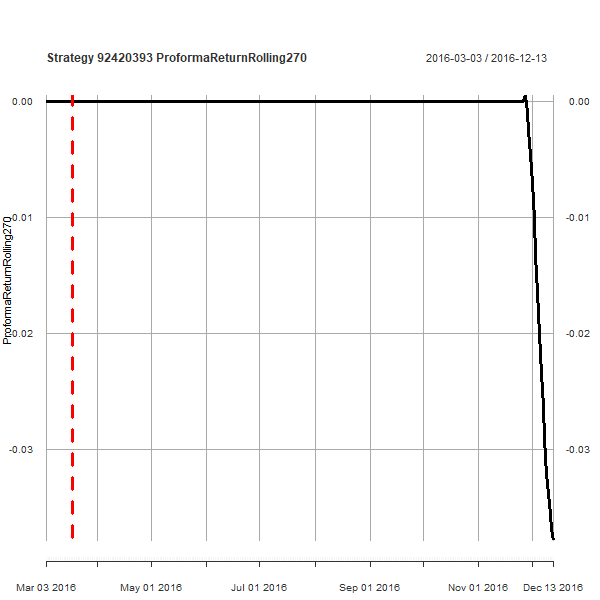 Strategy 92420393 ProformaReturnRolling270
2016-03-03 / 2016-12-13
0.00 0.00
-0.01 -0.01
ProformaReturnRolling270
-0.02 -0.02
-0.03 -0.03
Mar 03 2016 May 01 2016 Jul 01 2016 Sep 01 2016 Nov 01 2016 Dec 13 2016